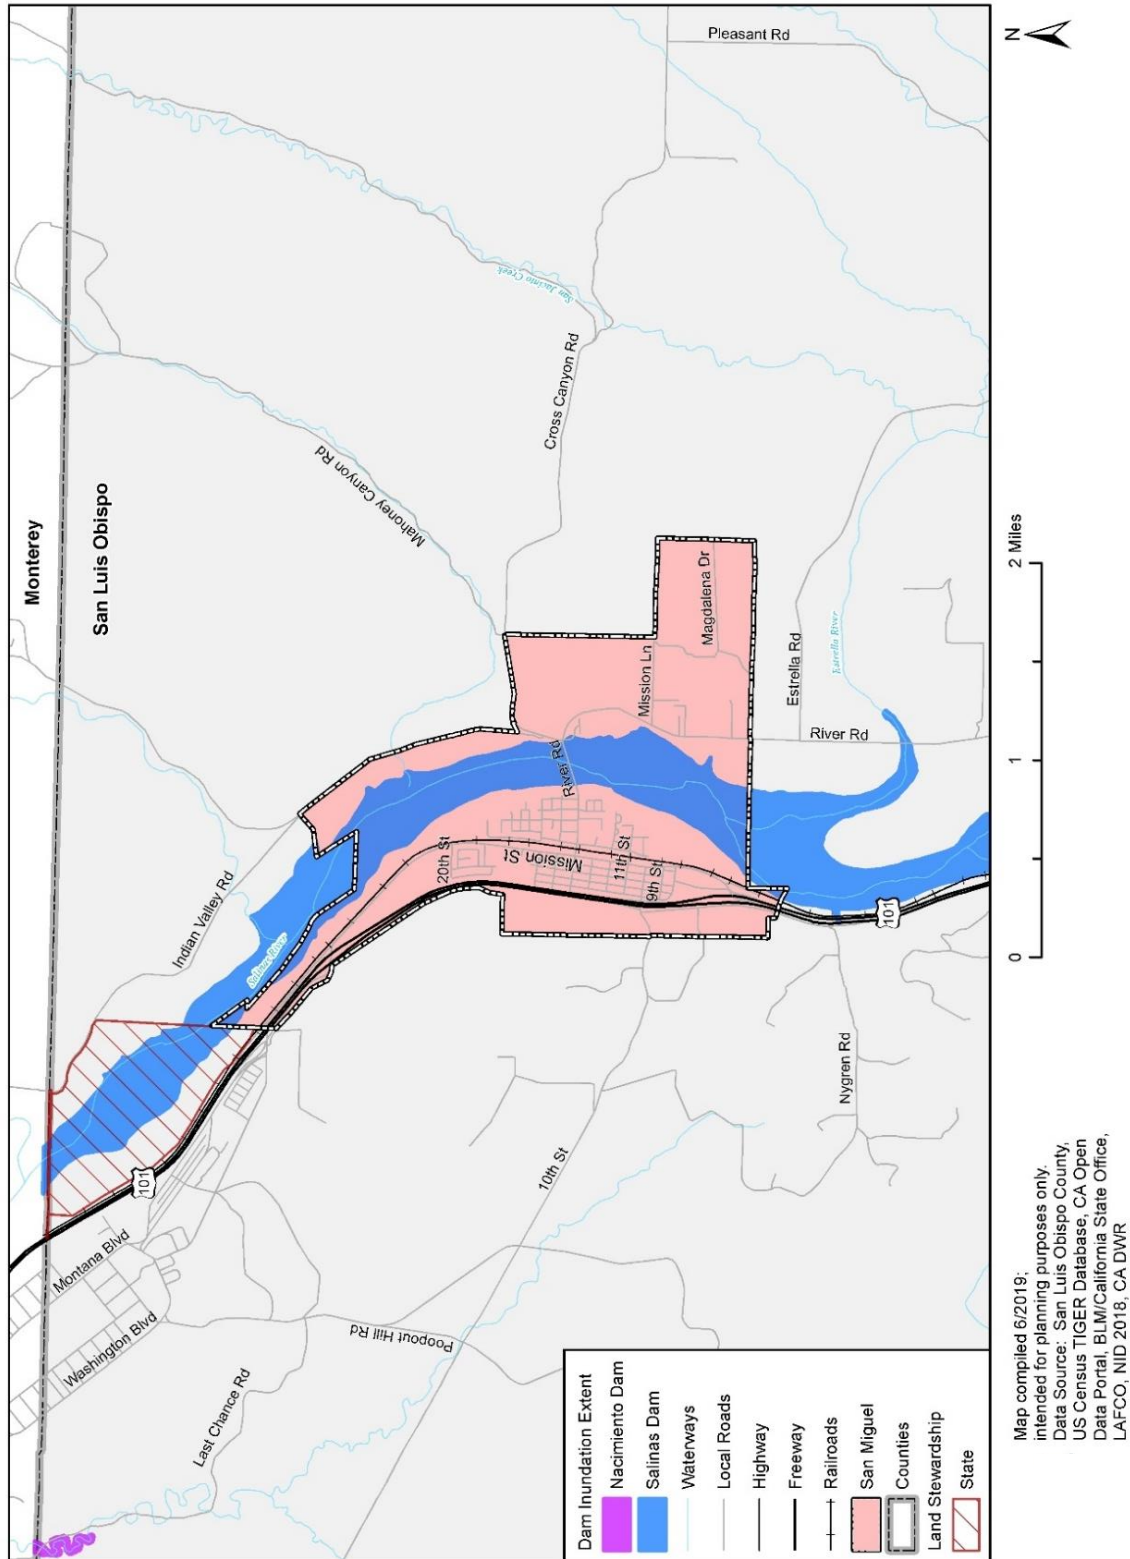 Monterey
San Luis Obispo
Pleasant Rd
San Jacinto Creek
Cross Canyon Rd
Mahoney Canyon Rd
Indian Valley Rd
Salinas River
Mission Ln
Magdalena Dr
Estrella Rd
Estrella River
River Rd
River Rd
Mission St
20th St
11th St
9th St
101
101
Montana Blvd
Washington Blvd
Last Chance Rd
Poopout Hill Rd
10th St
Nygren Rd
Dam Inundation Extent
Nacimiento Dam
Salinas Dam
Waterways
Local Roads
Highway
Freeway
Railroads
San Miguel
Counties
Land Stewardship
State
N
0 1 2 Miles
Map compiled 6/2019;
intended for planning purposes only.
Data Source: San Luis Obispo County,
US Census TIGER Database, CA Open
Data Portal, BLM/California State Office,
LAFCO, NID 2018, CA DWR